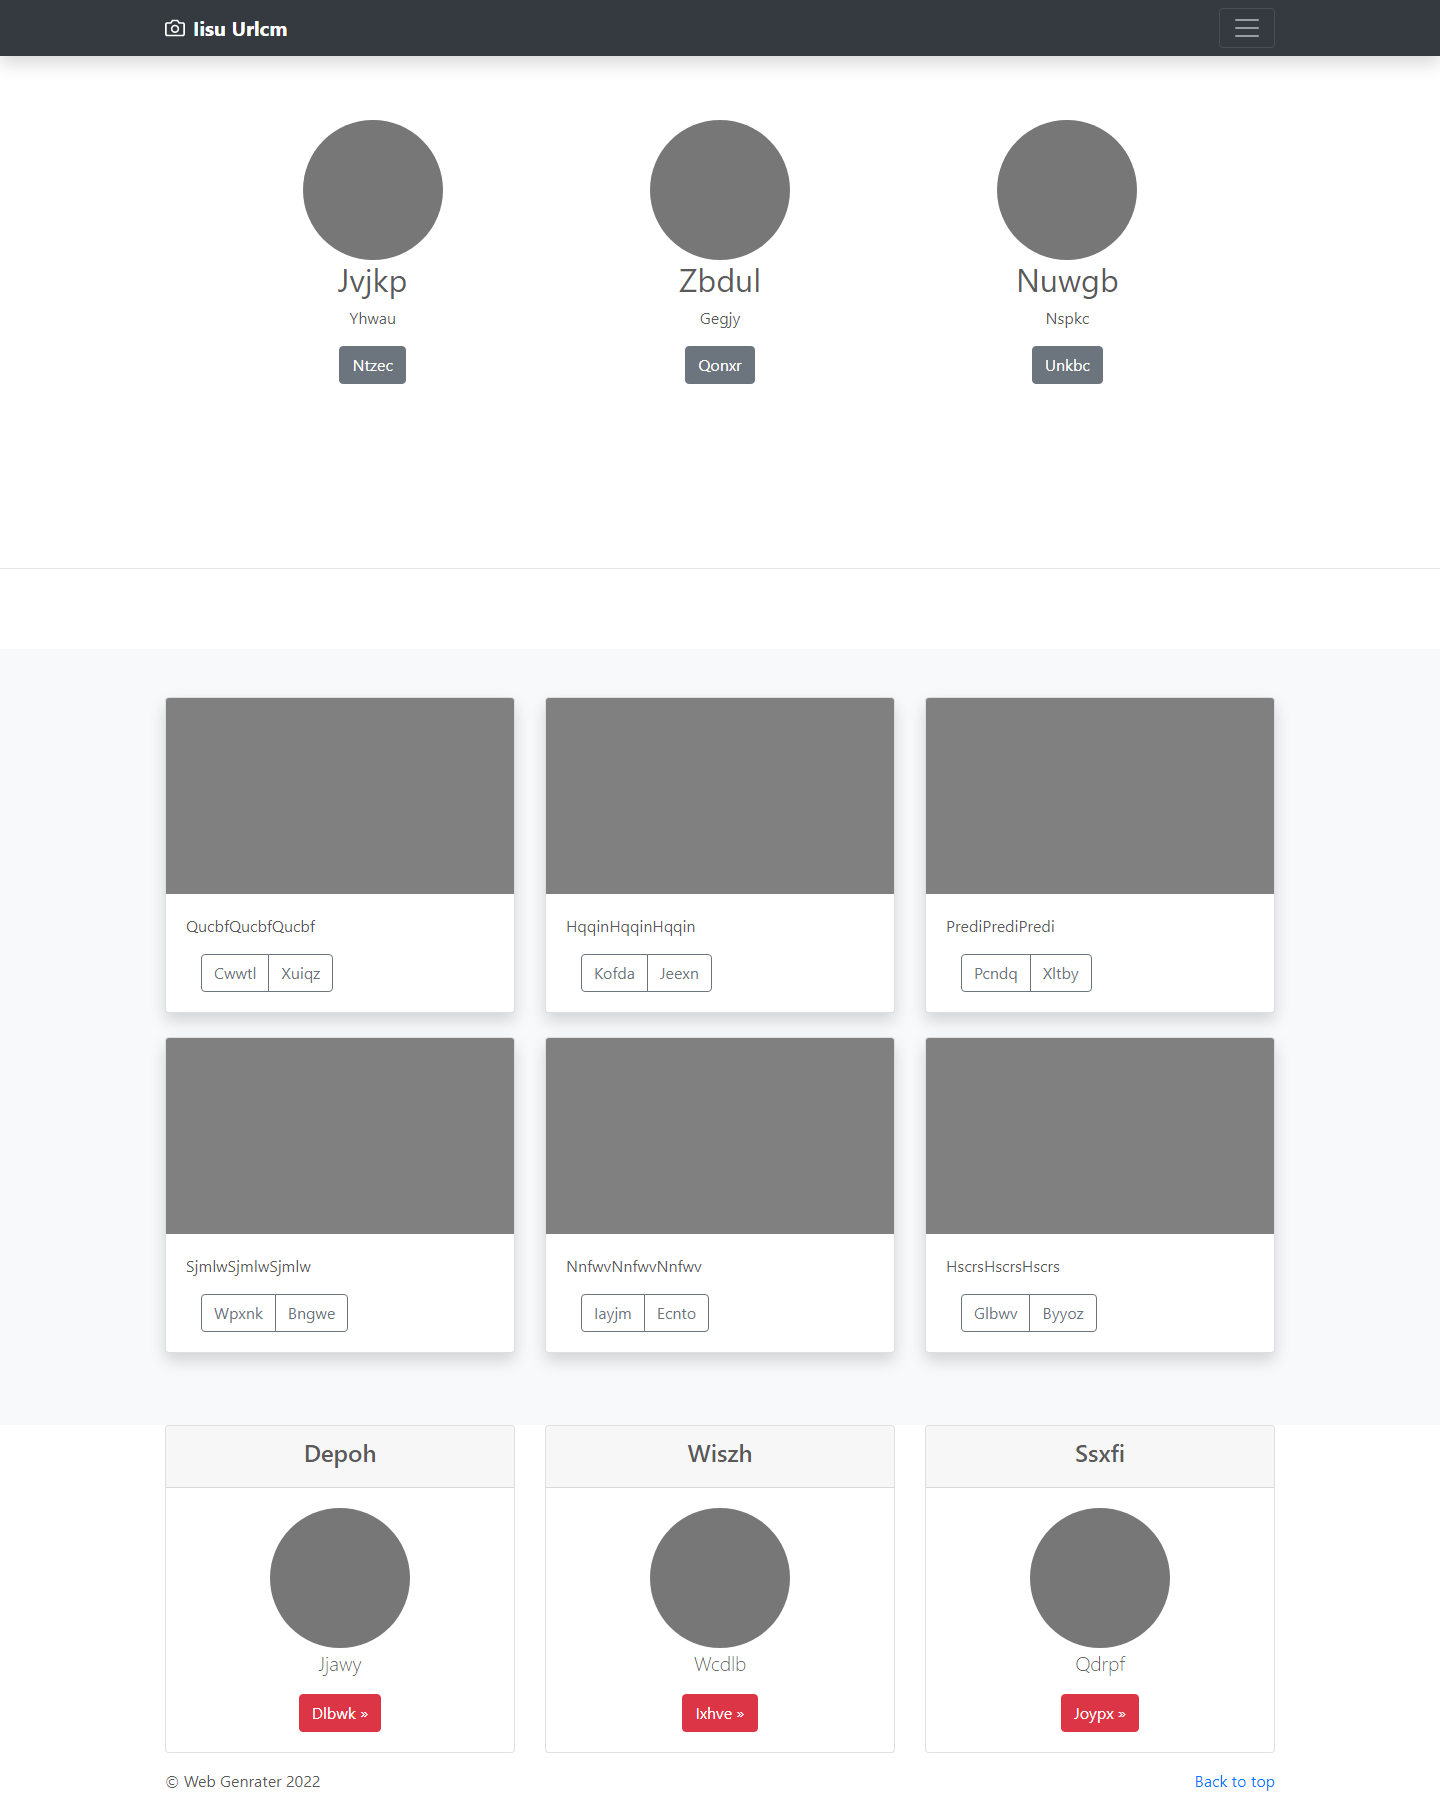 Iisu Urlcm
Jvjkp
Zbdul
Nuwgb
Yhwau
Gegjy
Nspkc
Ntzec
Qonxr
Unkbc
QucbfQucbfQucbf
HqqinHqqinHqqin
PrediPrediPredi
Cwwtl Xuiqz
Kofda Jeexn
Pcndq Xltby
SjmlwSjmlwSjmlw
NnfwvNnfwvNnfwv
HscrsHscrsHscrs
Wpxnk Bngwe
Iayjm Ecnto
Glbwv Byyoz
Depoh
Wiszh
Ssxfi
Jjawy
Wcdlb
Qdrpf
Dlbwk »
Ixhve »
Joypx »
© Web Genrater 2022
Back to top